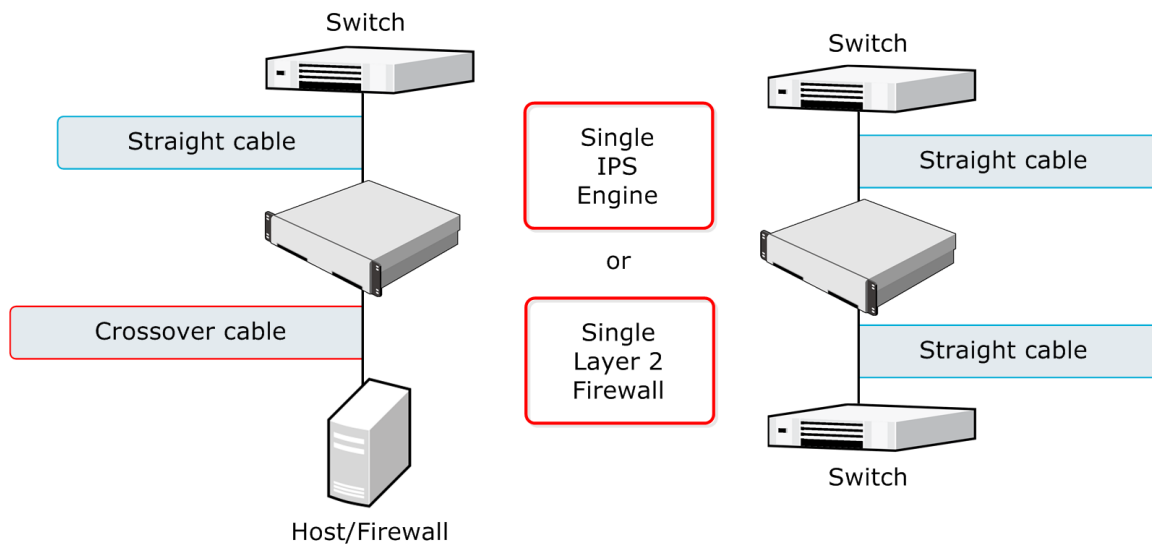 Switch
Straight cable
Crossover cable
Host/Firewall
Single
IPS
Engine
or
Single
Layer 2
Firewall
Switch
Straight cable
Straight cable
Switch